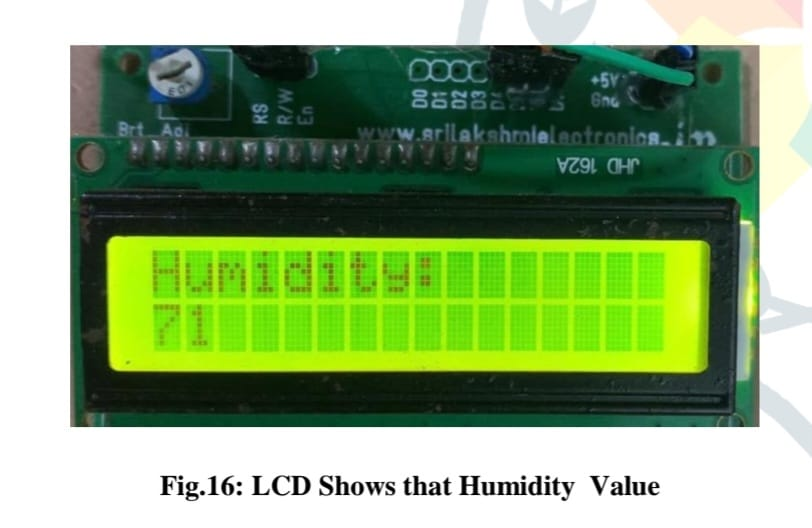 RS
R/W
En
D0
D1
D2
D3
+5V
Gnd
Brt Adj
JHD 162A
Humidity:
71
Fig.16: LCD Shows that Humidity Value